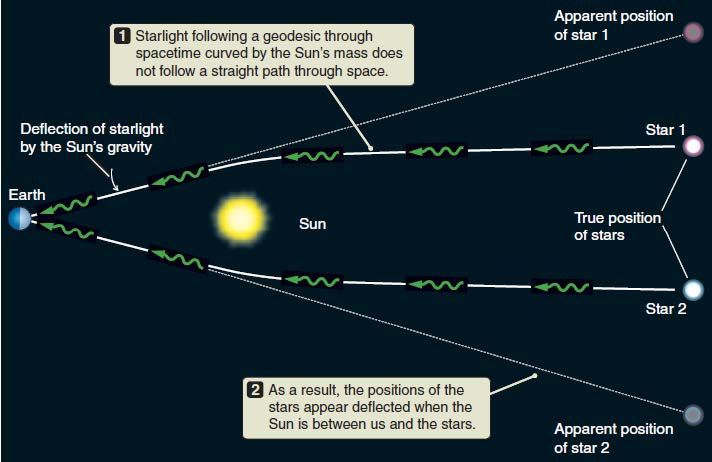 Apparent position
of star 1
1 Starlight following a geodesic through
spacetime curved by the Sun's mass does
not follow a straight path through space.
Deflection of starlight
by the Sun's gravity
Star 1
Earth
Sun
True position
of stars
Star 2
2 As a result, the positions of the
stars appear deflected when the
Sun is between us and the stars.
Apparent position
of star 2